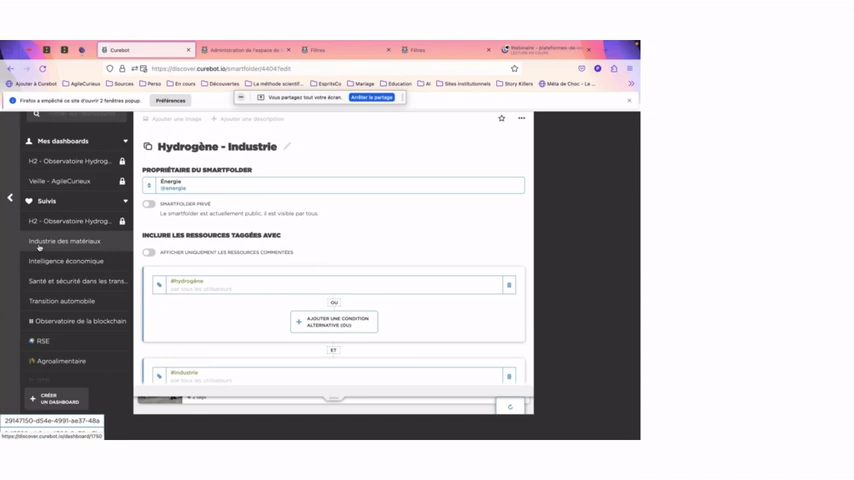 Curebot
Administration de l'espace de
Filtres
Filtres
Webinaire - plateformes-de-
https://discover.curebot.io/smartfolder/4404?edit
Ajouter à Curebot
AgileCurieux
Sources
Perso
En cours
Découvertes
La méthode scientif...
EspritsCo
Mariage
Education
AI
Sites institutionnels
Story Killers
Méta de Choc - Le ...
Firefox a empêché ce site d'ouvrir 2 fenêtres popup.
Préférences
Vous partagez tout votre écran.
Arrêter le partage
Ajouter une image
Ajouter une description
Mes dashboards
H2 - Observatoire Hydrog...
Veille - AgileCurieux
Suivis
H2 - Observatoire Hydrog...
Industrie des matériaux
Intelligence économique
Santé et sécurité dans les trans...
Transition automobile
Observatoire de la blockchain
RSE
Agroalimentaire
CRÉER
UN DASHBOARD
29147150-d54e-4991-ae37-48a
https://discover.curebot.io/dashboard/1760
Hydrogène - Industrie
PROPRIÉTAIRE DU SMARTFOLDER
Énergie
@energie
SMARTFOLDER PRIVÉ
Le smartfolder est actuellement public, il est visible par tous.
INCLURE LES RESSOURCES TAGGÉES AVEC
AFFICHER UNIQUEMENT LES RESSOURCES COMMENTÉES
#hydrogène
par tous les utilisateurs
OU
AJOUTER UNE CONDITION
ALTERNATIVE (OU)
ET
#industrie
par tous les utilisateurs